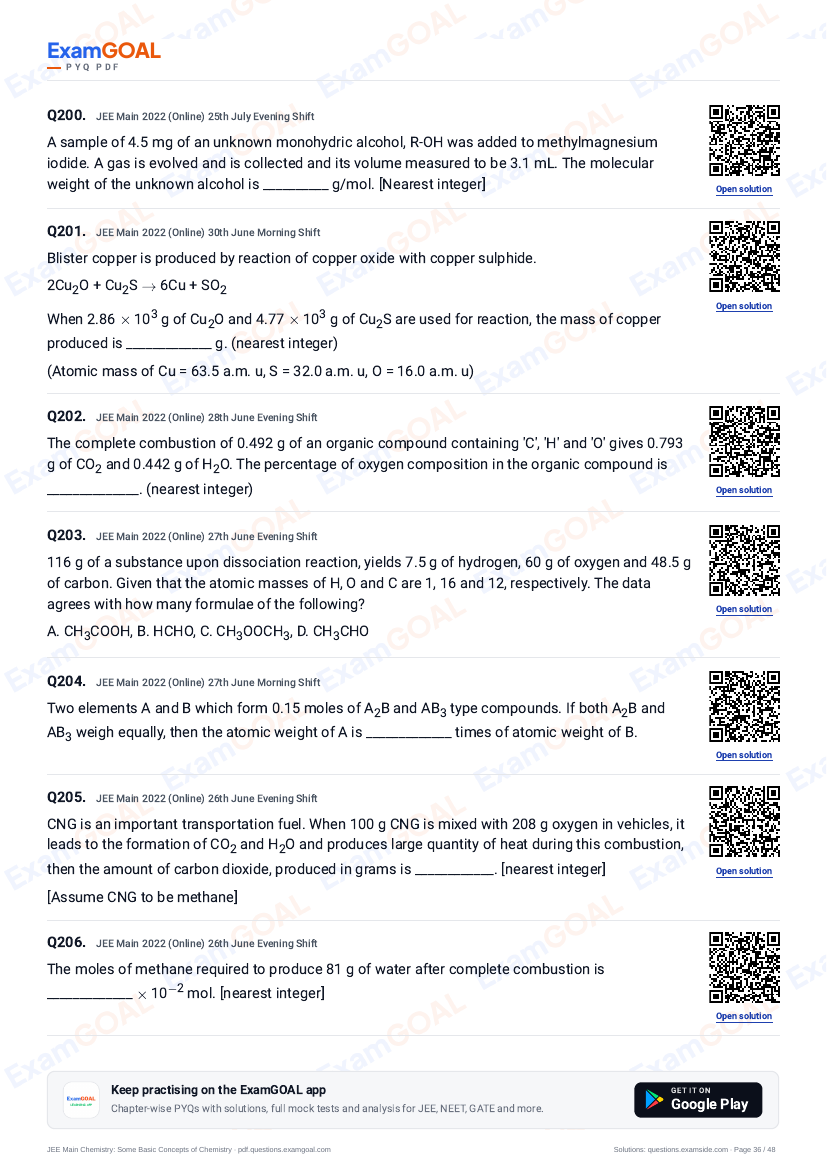 ExamGOAL
PYQ PDF
Q200. JEE Main 2022 (Online) 25th July Evening Shift
A sample of 4.5 mg of an unknown monohydric alcohol, R-OH was added to methylmagnesium
iodide. A gas is evolved and is collected and its volume measured to be 3.1 mL. The molecular
weight of the unknown alcohol is __________ g/mol. [Nearest integer]
Open solution
Q201. JEE Main 2022 (Online) 30th June Morning Shift
Blister copper is produced by reaction of copper oxide with copper sulphide.
2Cu₂O + Cu₂S → 6Cu + SO₂
When 2.86 × 10³ g of Cu₂O and 4.77 × 10³ g of Cu₂S are used for reaction, the mass of copper
produced is _____________ g. (nearest integer)
(Atomic mass of Cu = 63.5 a.m. u, S = 32.0 a.m. u, O = 16.0 a.m. u)
Open solution
Q202. JEE Main 2022 (Online) 28th June Evening Shift
The complete combustion of 0.492 g of an organic compound containing 'C', 'H' and 'O' gives 0.793
g of CO₂ and 0.442 g of H₂O. The percentage of oxygen composition in the organic compound is
______________. (nearest integer)
Open solution
Q203. JEE Main 2022 (Online) 27th June Evening Shift
116 g of a substance upon dissociation reaction, yields 7.5 g of hydrogen, 60 g of oxygen and 48.5 g
of carbon. Given that the atomic masses of H, O and C are 1, 16 and 12, respectively. The data
agrees with how many formulae of the following?
A. CH₃COOH, B. HCHO, C. CH₃OOCH₃, D. CH₃CHO
Open solution
Q204. JEE Main 2022 (Online) 27th June Morning Shift
Two elements A and B which form 0.15 moles of A₂B and AB₃ type compounds. If both A₂B and
AB₃ weigh equally, then the atomic weight of A is _____________ times of atomic weight of B.
Open solution
Q205. JEE Main 2022 (Online) 26th June Evening Shift
CNG is an important transportation fuel. When 100 g CNG is mixed with 208 g oxygen in vehicles, it
leads to the formation of CO₂ and H₂O and produces large quantity of heat during this combustion,
then the amount of carbon dioxide, produced in grams is ____________. [nearest integer]
[Assume CNG to be methane]
Open solution
Q206. JEE Main 2022 (Online) 26th June Evening Shift
The moles of methane required to produce 81 g of water after complete combustion is
_____________ × 10⁻² mol. [nearest integer]
Open solution
ExamGOAL
Keep practising on the ExamGOAL app
Chapter-wise PYQs with solutions, full mock tests and analysis for JEE, NEET, GATE and more.
GET IT ON
Google Play
JEE Main Chemistry: Some Basic Concepts of Chemistry · pdf.questions.examgoal.com
Solutions: questions.examside.com · Page 36 / 48